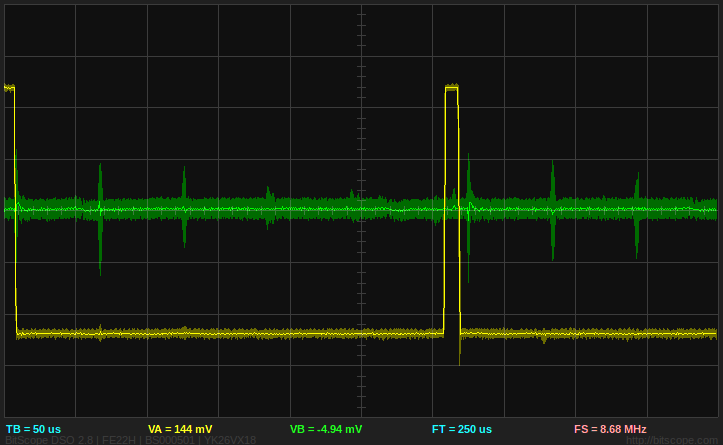 TB = 50 us VA = 144 mV VB = -4.94 mV FT = 250 us FS = 8.68 MHz
BitScope DSO 2.8 | FE22H | BS000501 | YK26VX18 http://bitscope.com